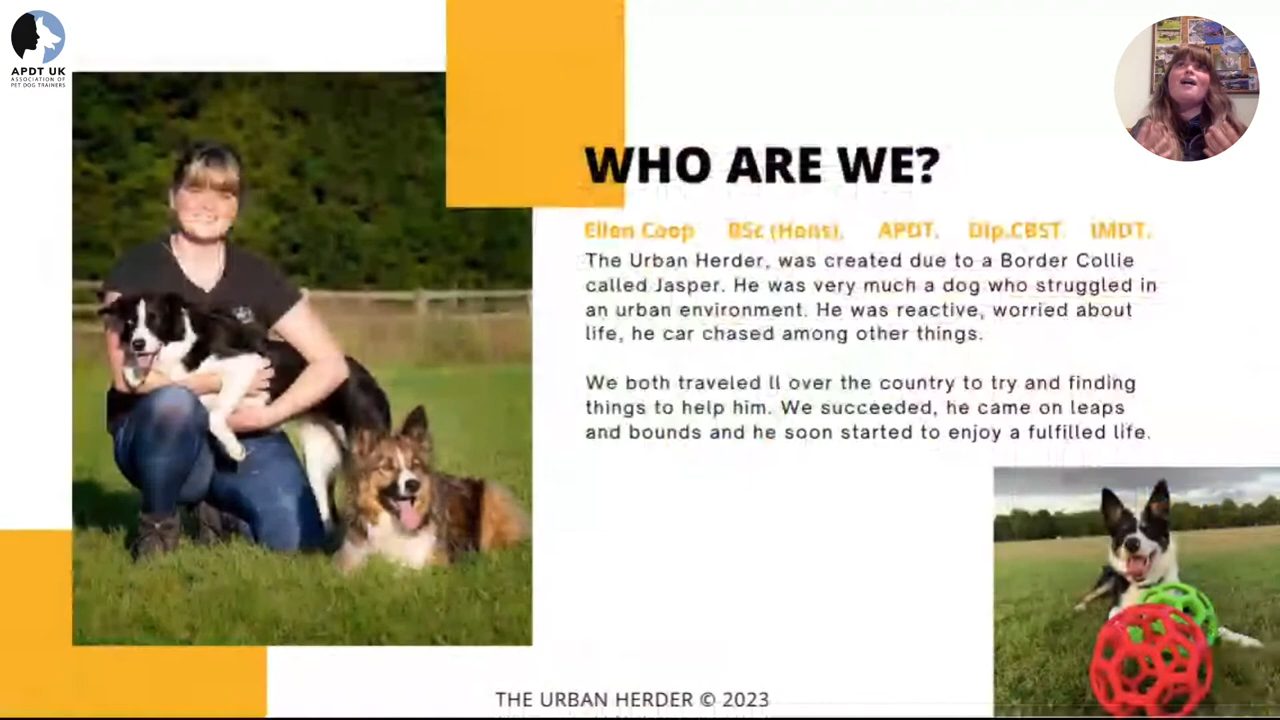 APDT UK
ASSOCIATION OF
PET DOG TRAINERS
WHO ARE WE?
Ellen Coop BSc (Hons). APDT. Dip.CBST IMDT.
The Urban Herder, was created due to a Border Collie
called Jasper. He was very much a dog who struggled in
an urban environment. He was reactive, worried about
life, he car chased among other things.
We both traveled ll over the country to try and finding
things to help him. We succeeded, he came on leaps
and bounds and he soon started to enjoy a fulfilled life.
THE URBAN HERDER © 2023